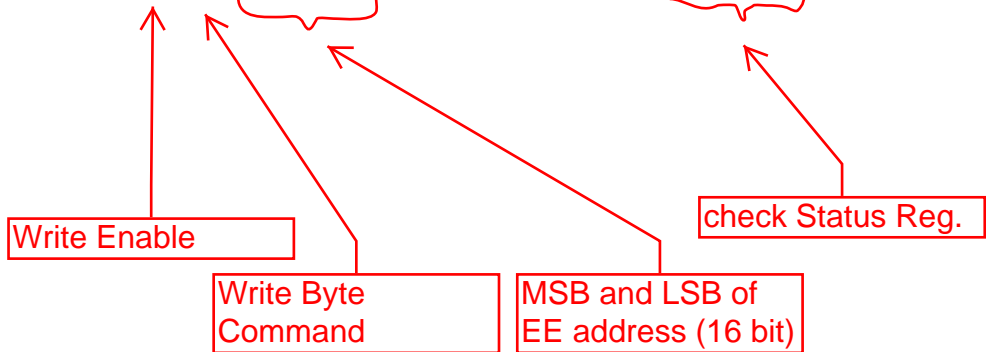 Write Enable
check Status Reg.
Write Byte
Command
MSB and LSB of
EE address (16 bit)